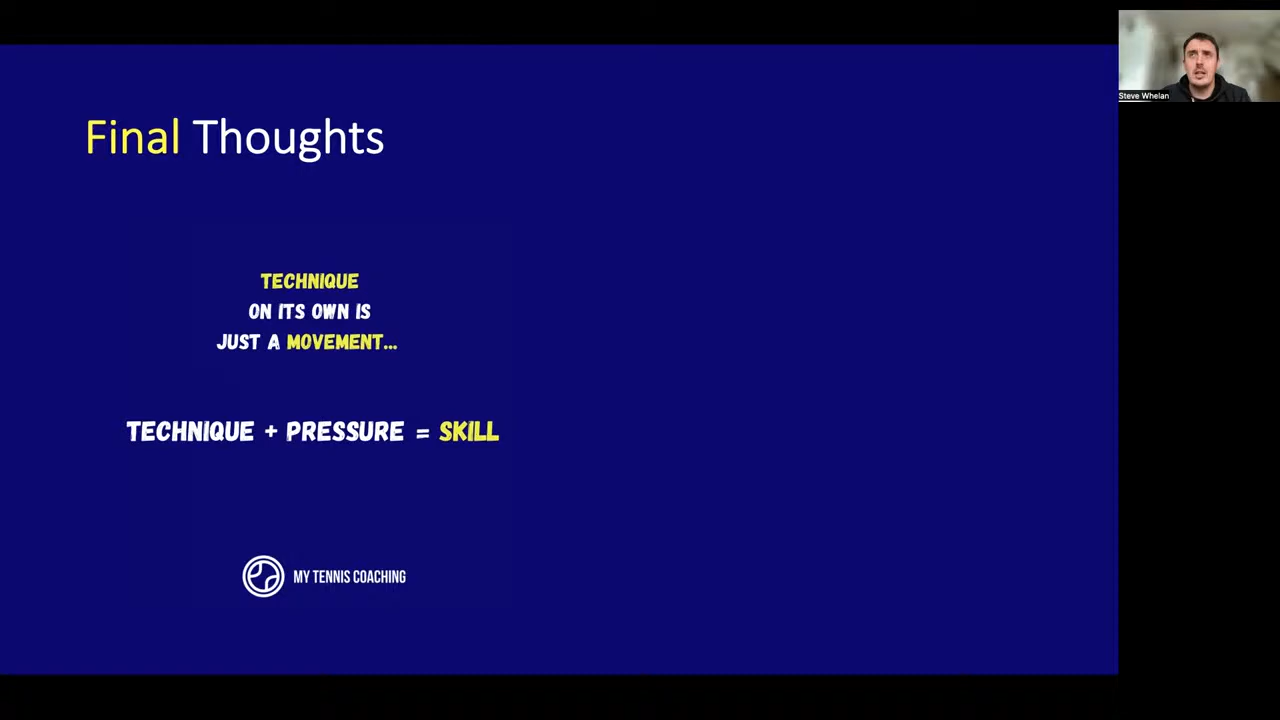 Steve Whelan
Final Thoughts
TECHNIQUE
ON ITS OWN IS
JUST A MOVEMENT...
TECHNIQUE + PRESSURE = SKILL
MY TENNIS COACHING